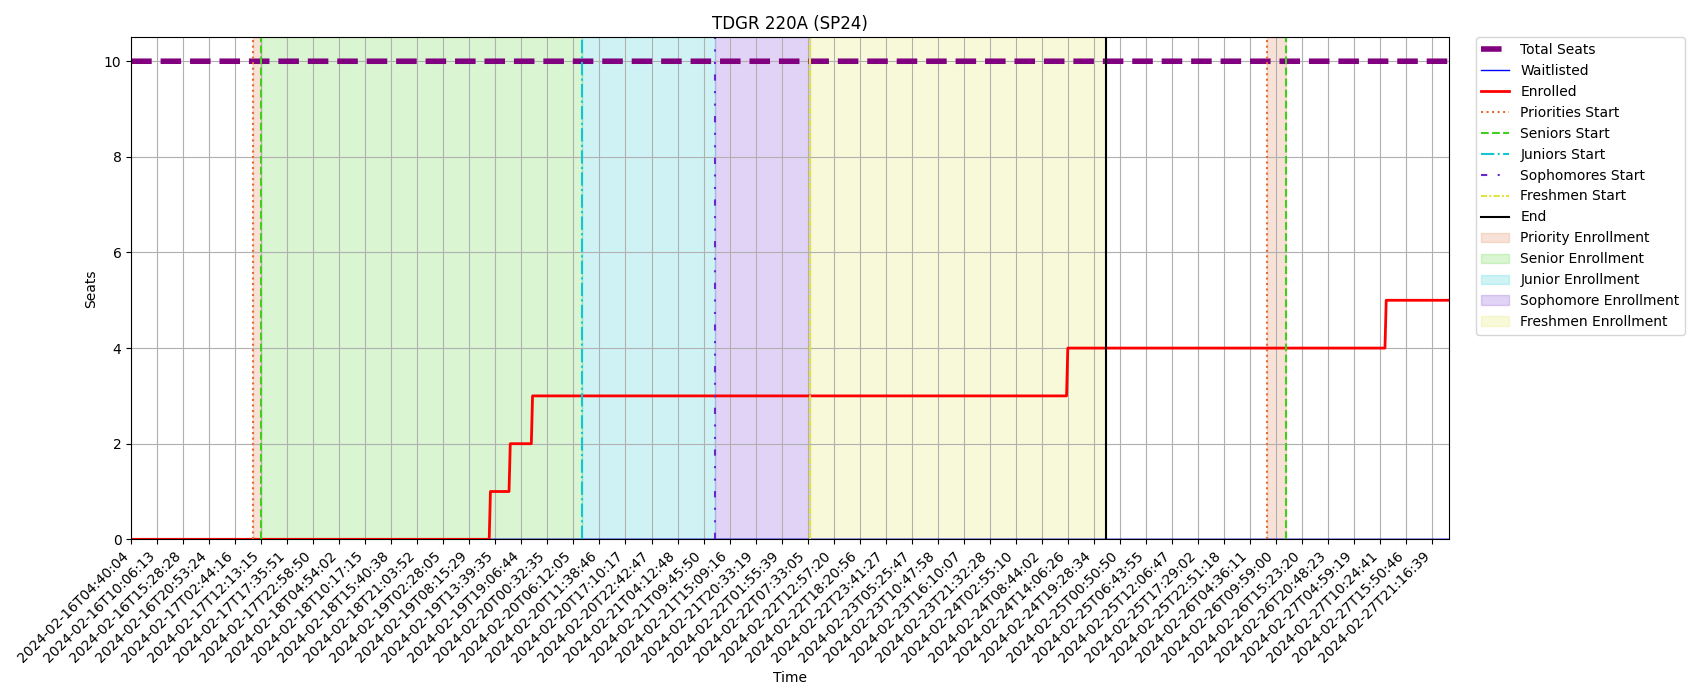 TDGR 220A (SP24)
Seats
10
8
6
4
2
0
2024-02-16T04:40:04
2024-02-16T10:06:13
2024-02-16T15:28:28
2024-02-16T20:53:24
2024-02-17T02:44:16
2024-02-17T12:13:15
2024-02-17T17:35:51
2024-02-17T22:58:50
2024-02-18T04:54:02
2024-02-18T10:17:15
2024-02-18T15:40:38
2024-02-18T21:03:52
2024-02-19T02:28:05
2024-02-19T08:15:29
2024-02-19T13:39:35
2024-02-19T19:06:44
2024-02-20T00:32:35
2024-02-20T06:12:05
2024-02-20T11:38:46
2024-02-20T17:10:17
2024-02-20T22:42:47
2024-02-21T04:12:48
2024-02-21T09:45:50
2024-02-21T15:09:16
2024-02-21T20:33:19
2024-02-22T01:55:39
2024-02-22T07:33:05
2024-02-22T12:57:20
2024-02-22T18:20:56
2024-02-22T23:41:27
2024-02-23T05:25:47
2024-02-23T10:47:58
2024-02-23T16:10:07
2024-02-23T21:32:28
2024-02-24T02:55:10
2024-02-24T08:44:02
2024-02-24T14:06:26
2024-02-24T19:28:34
2024-02-25T00:50:50
2024-02-25T06:43:55
2024-02-25T12:06:47
2024-02-25T17:29:02
2024-02-25T22:51:18
2024-02-26T04:36:11
2024-02-26T09:59:00
2024-02-26T15:23:20
2024-02-26T20:48:23
2024-02-27T04:59:19
2024-02-27T10:24:41
2024-02-27T15:50:46
2024-02-27T21:16:39
Time
Total Seats
Waitlisted
Enrolled
Priorities Start
Seniors Start
Juniors Start
Sophomores Start
Freshmen Start
End
Priority Enrollment
Senior Enrollment
Junior Enrollment
Sophomore Enrollment
Freshmen Enrollment